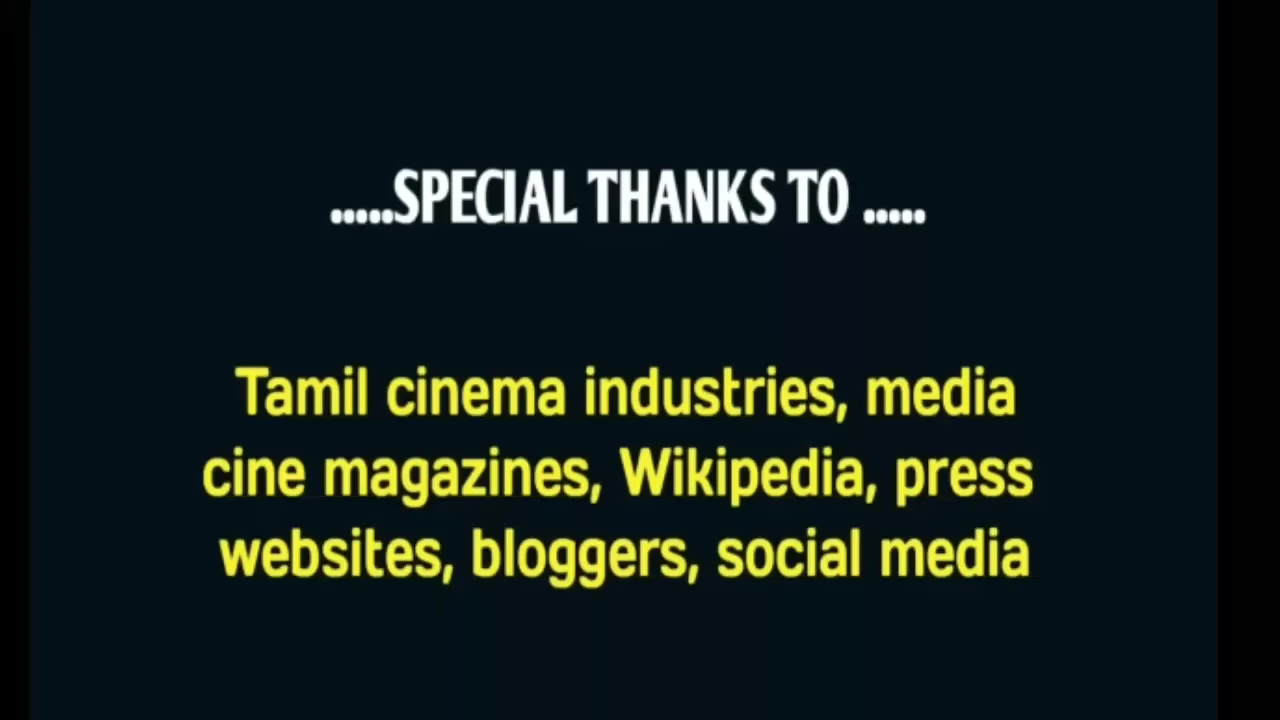 .....SPECIAL THANKS TO .....
Tamil cinema industries, media
cine magazines, Wikipedia, press
websites, bloggers, social media